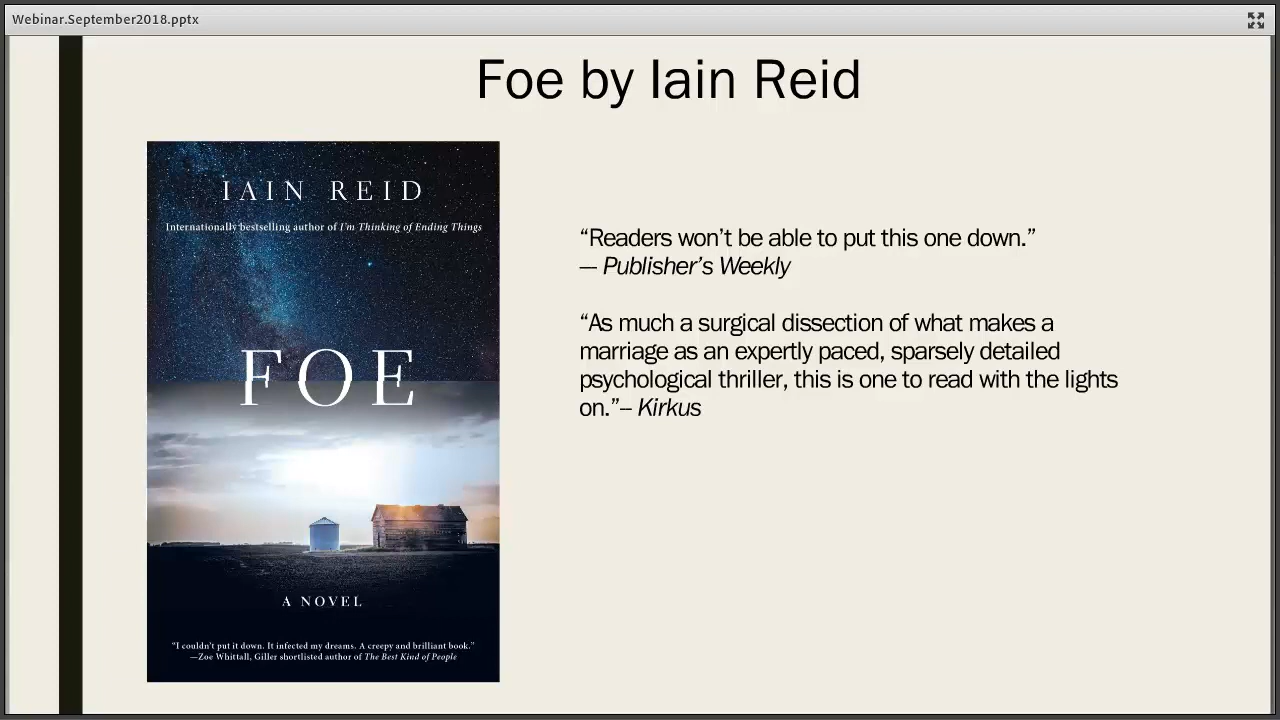 Webinar.September2018.pptx
Foe by Iain Reid
IAIN REID
Internationally bestselling author of I'm Thinking of Ending Things
FOE
A NOVEL
“I couldn't put it down. It infected my dreams. A creepy and brilliant book.”
—Zoe Whittall, Giller shortlisted author of The Best Kind of People
“Readers won’t be able to put this one down.”
— Publisher’s Weekly
“As much a surgical dissection of what makes a
marriage as an expertly paced, sparsely detailed
psychological thriller, this is one to read with the lights
on.”– Kirkus